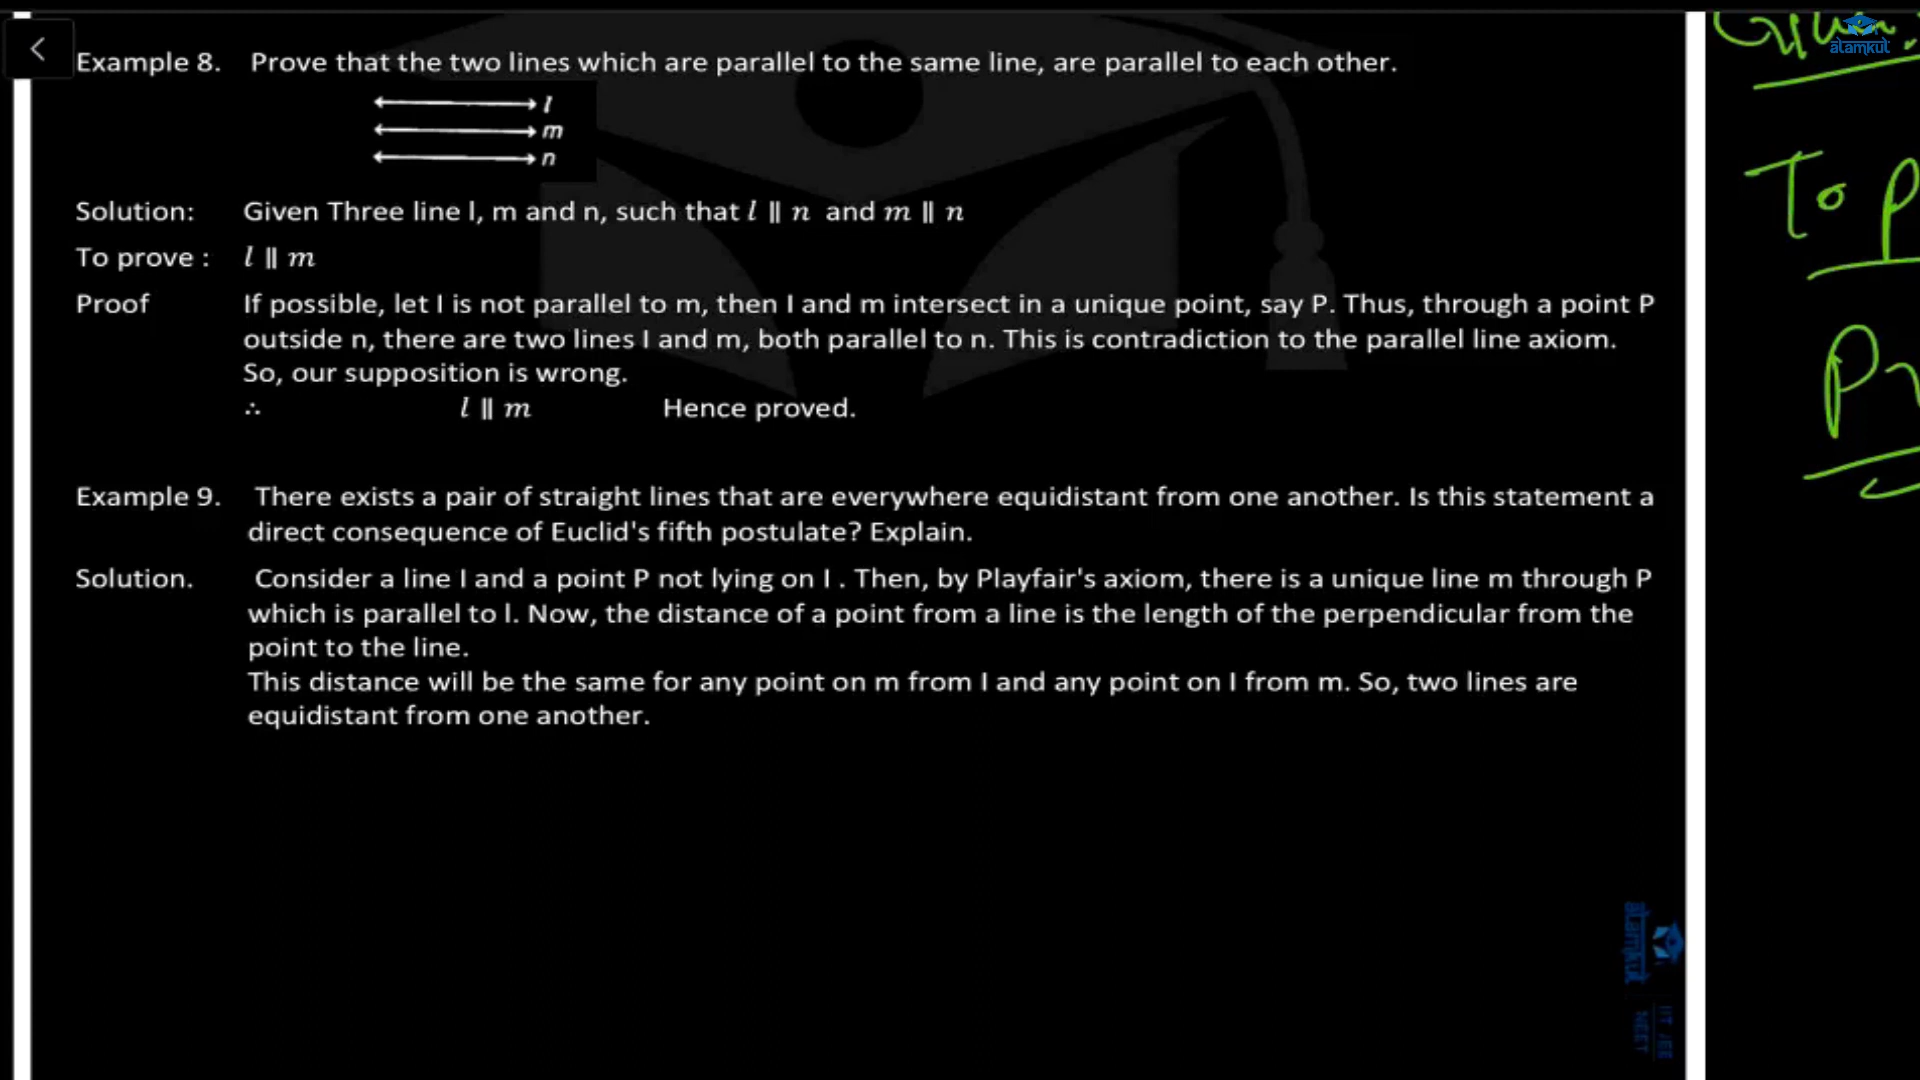 Example 8. Prove that the two lines which are parallel to the same line, are parallel to each other.
l
m
n
Solution: Given Three line l, m and n, such that l ∥ n and m ∥ n
To prove : l ∥ m
Proof If possible, let l is not parallel to m, then l and m intersect in a unique point, say P. Thus, through a point P
outside n, there are two lines l and m, both parallel to n. This is contradiction to the parallel line axiom.
So, our supposition is wrong.
∴ l ∥ m Hence proved.
Example 9. There exists a pair of straight lines that are everywhere equidistant from one another. Is this statement a
direct consequence of Euclid's fifth postulate? Explain.
Solution. Consider a line l and a point P not lying on l . Then, by Playfair's axiom, there is a unique line m through P
which is parallel to l. Now, the distance of a point from a line is the length of the perpendicular from the
point to the line.
This distance will be the same for any point on m from l and any point on l from m. So, two lines are
equidistant from one another.
To P
Pr
alamkul
alamkul
IIT JEE
NEET